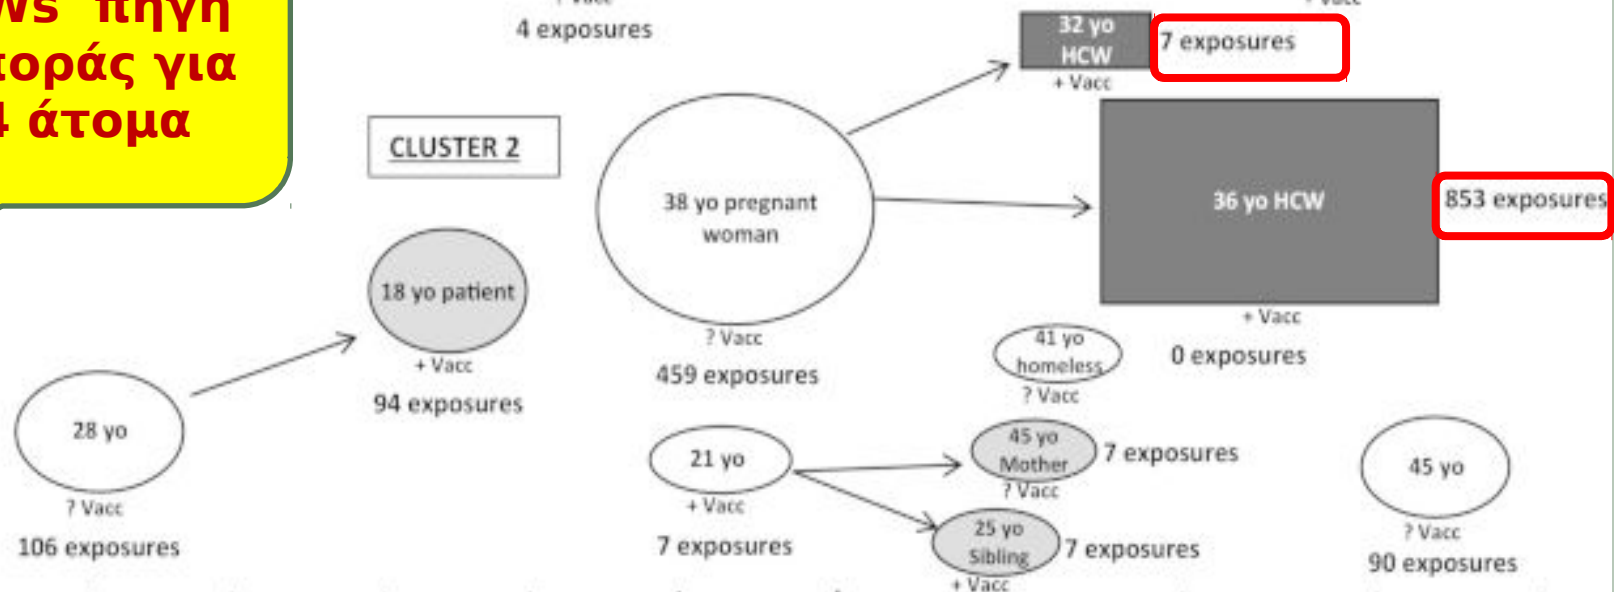 πηγή
για
άτομα
4 exposures
32 yo
HCW
+ Vacc
7 exposures
CLUSTER 2
38 yo pregnant
woman
? Vacc
459 exposures
36 yo HCW
+ Vacc
0 exposures
853 exposures
18 yo patient
+ Vacc
94 exposures
28 yo
? Vacc
106 exposures
41 yo
homeless
? Vacc
21 yo
+ Vacc
7 exposures
45 yo
Mother
? Vacc
7 exposures
25 yo
Sibling
+ Vacc
7 exposures
45 yo
? Vacc
90 exposures